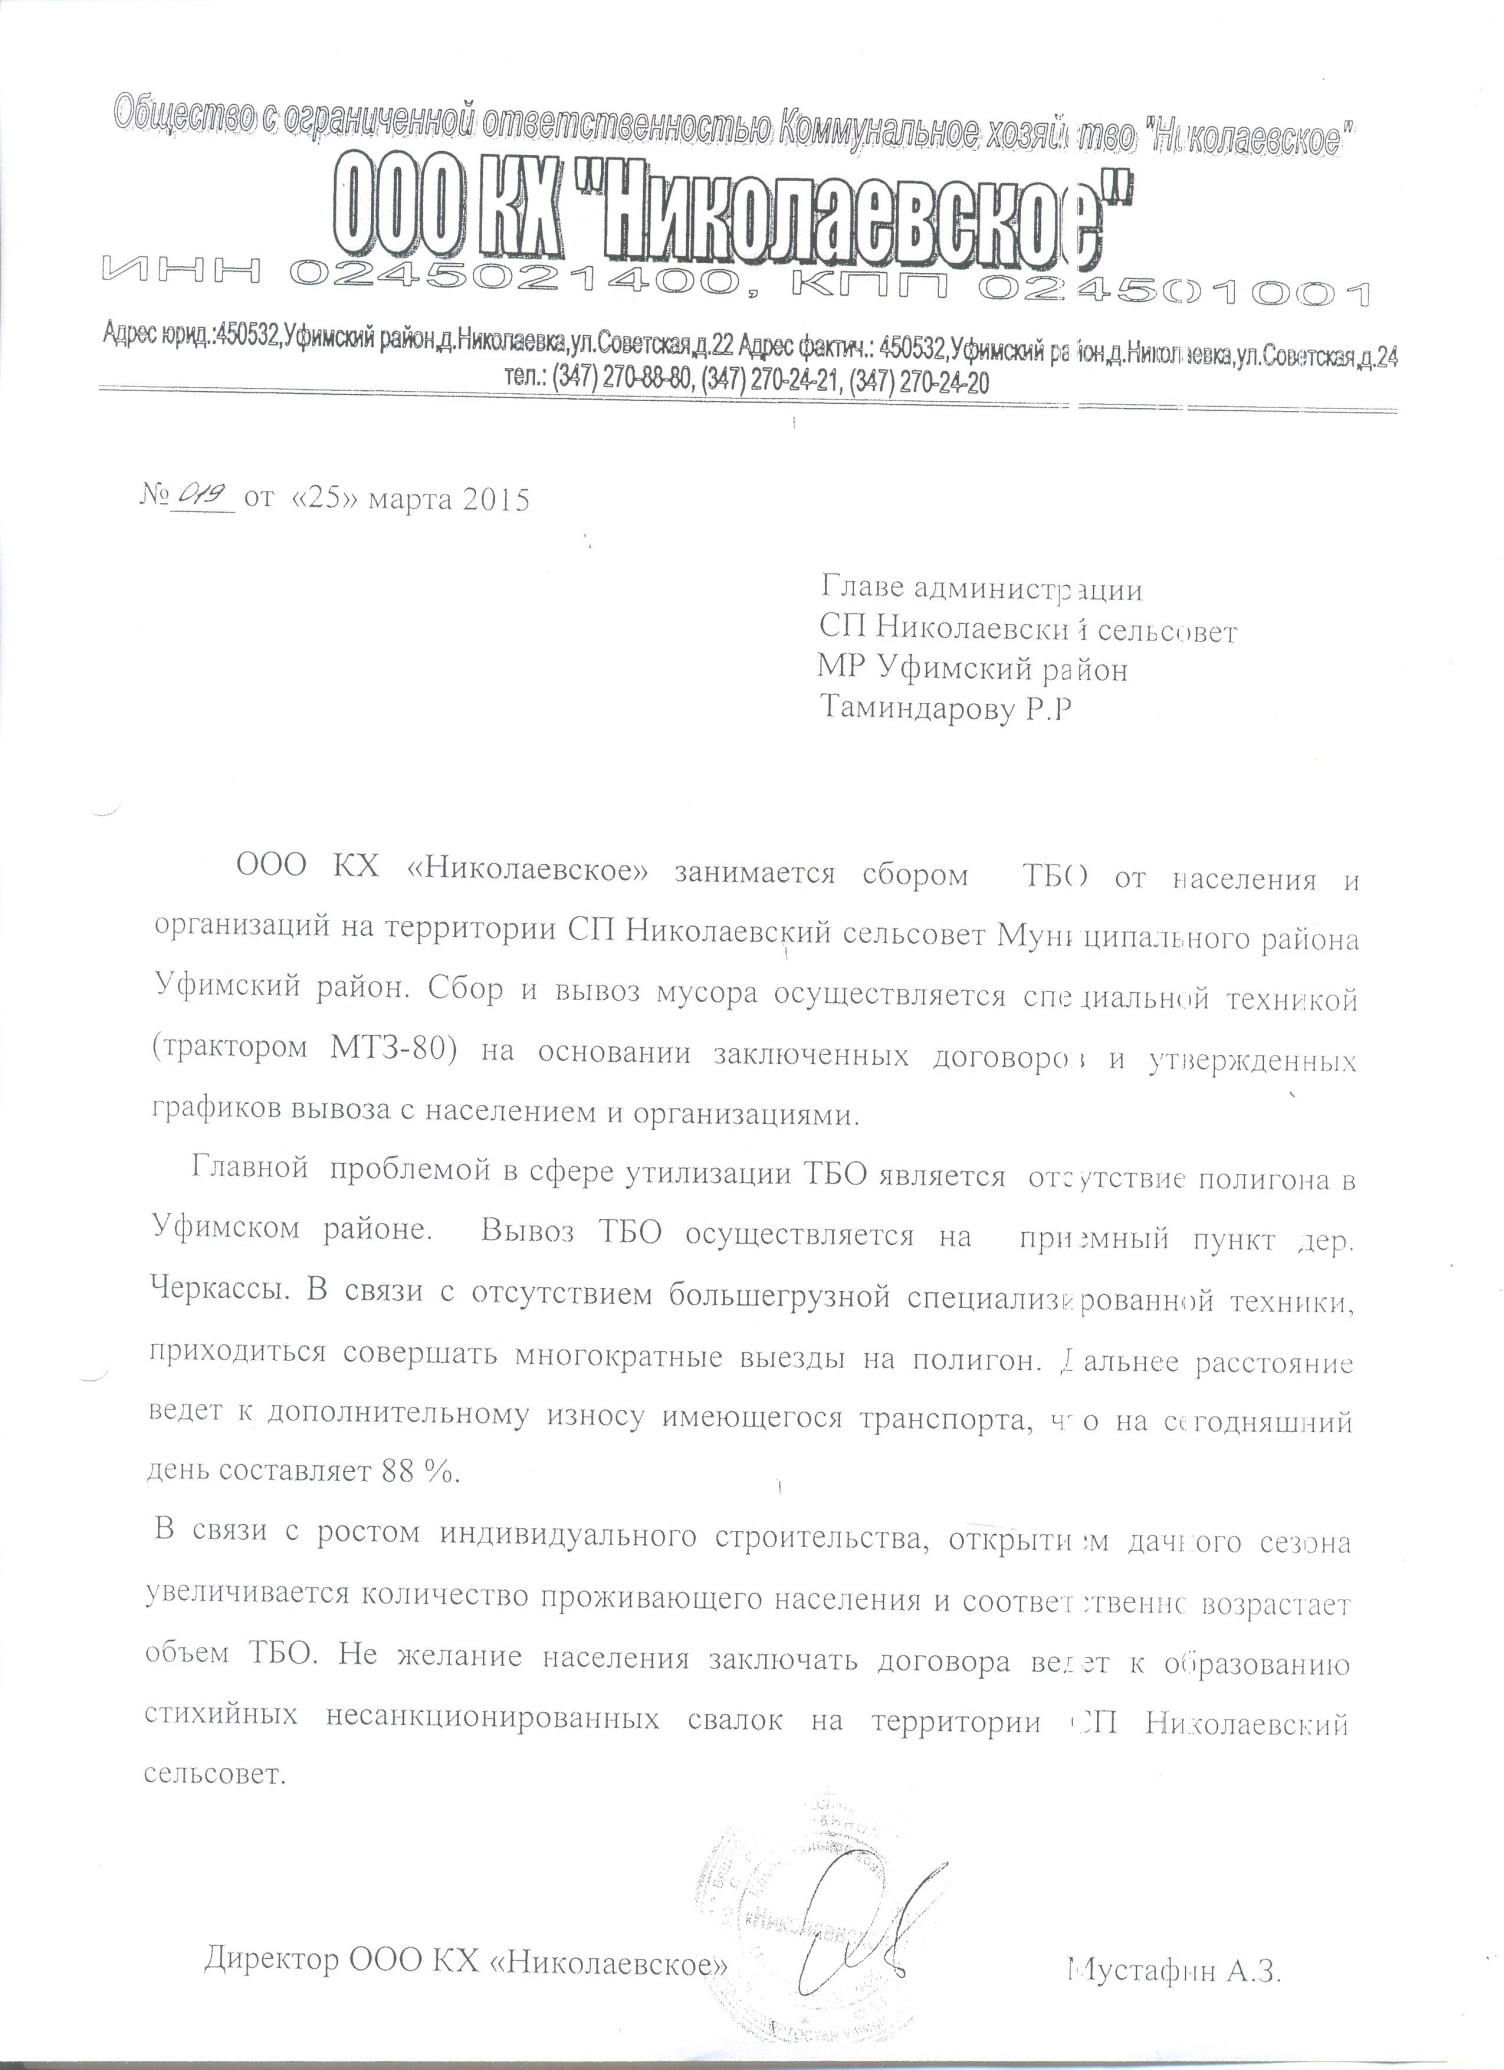 Общество с ограниченной ответственностью Коммунальное хозяйство "Николаевское"
ООО КХ "Николаевское"
ИНН 0245021400, КПП 024501001
Адрес юрид.:450532,Уфимский район,д.Николаевка,ул.Советская,д.22 Адрес фактич.: 450532,Уфимский район,д.Николаевка,ул.Советская,д.24
тел.: (347) 270-88-80, (347) 270-24-21, (347) 270-24-20
№ 019 от «25» марта 2015
Главе администрации
СП Николаевский сельсовет
МР Уфимский район
Таминдарову Р.Р
ООО КХ «Николаевское» занимается сбором ТБО от населения и
организаций на территории СП Николаевский сельсовет Муниципального района
Уфимский район. Сбор и вывоз мусора осуществляется специальной техникой
(трактором МТЗ-80) на основании заключенных договоров и утвержденных
графиков вывоза с населением и организациями.
Главной проблемой в сфере утилизации ТБО является отсутствие полигона в
Уфимском районе. Вывоз ТБО осуществляется на приемный пункт дер.
Черкассы. В связи с отсутствием большегрузной специализированной техники,
приходиться совершать многократные выезды на полигон. Дальнее расстояние
ведет к дополнительному износу имеющегося транспорта, что на сегодняшний
день составляет 88 %.
В связи с ростом индивидуального строительства, открытием дачного сезона
увеличивается количество проживающего населения и соответственно возрастает
объем ТБО. Не желание населения заключать договора ведет к образованию
стихийных несанкционированных свалок на территории СП Николаевский
сельсовет.
«Николаевское
Директор ООО КХ «Николаевское»
Мустафин А.З.